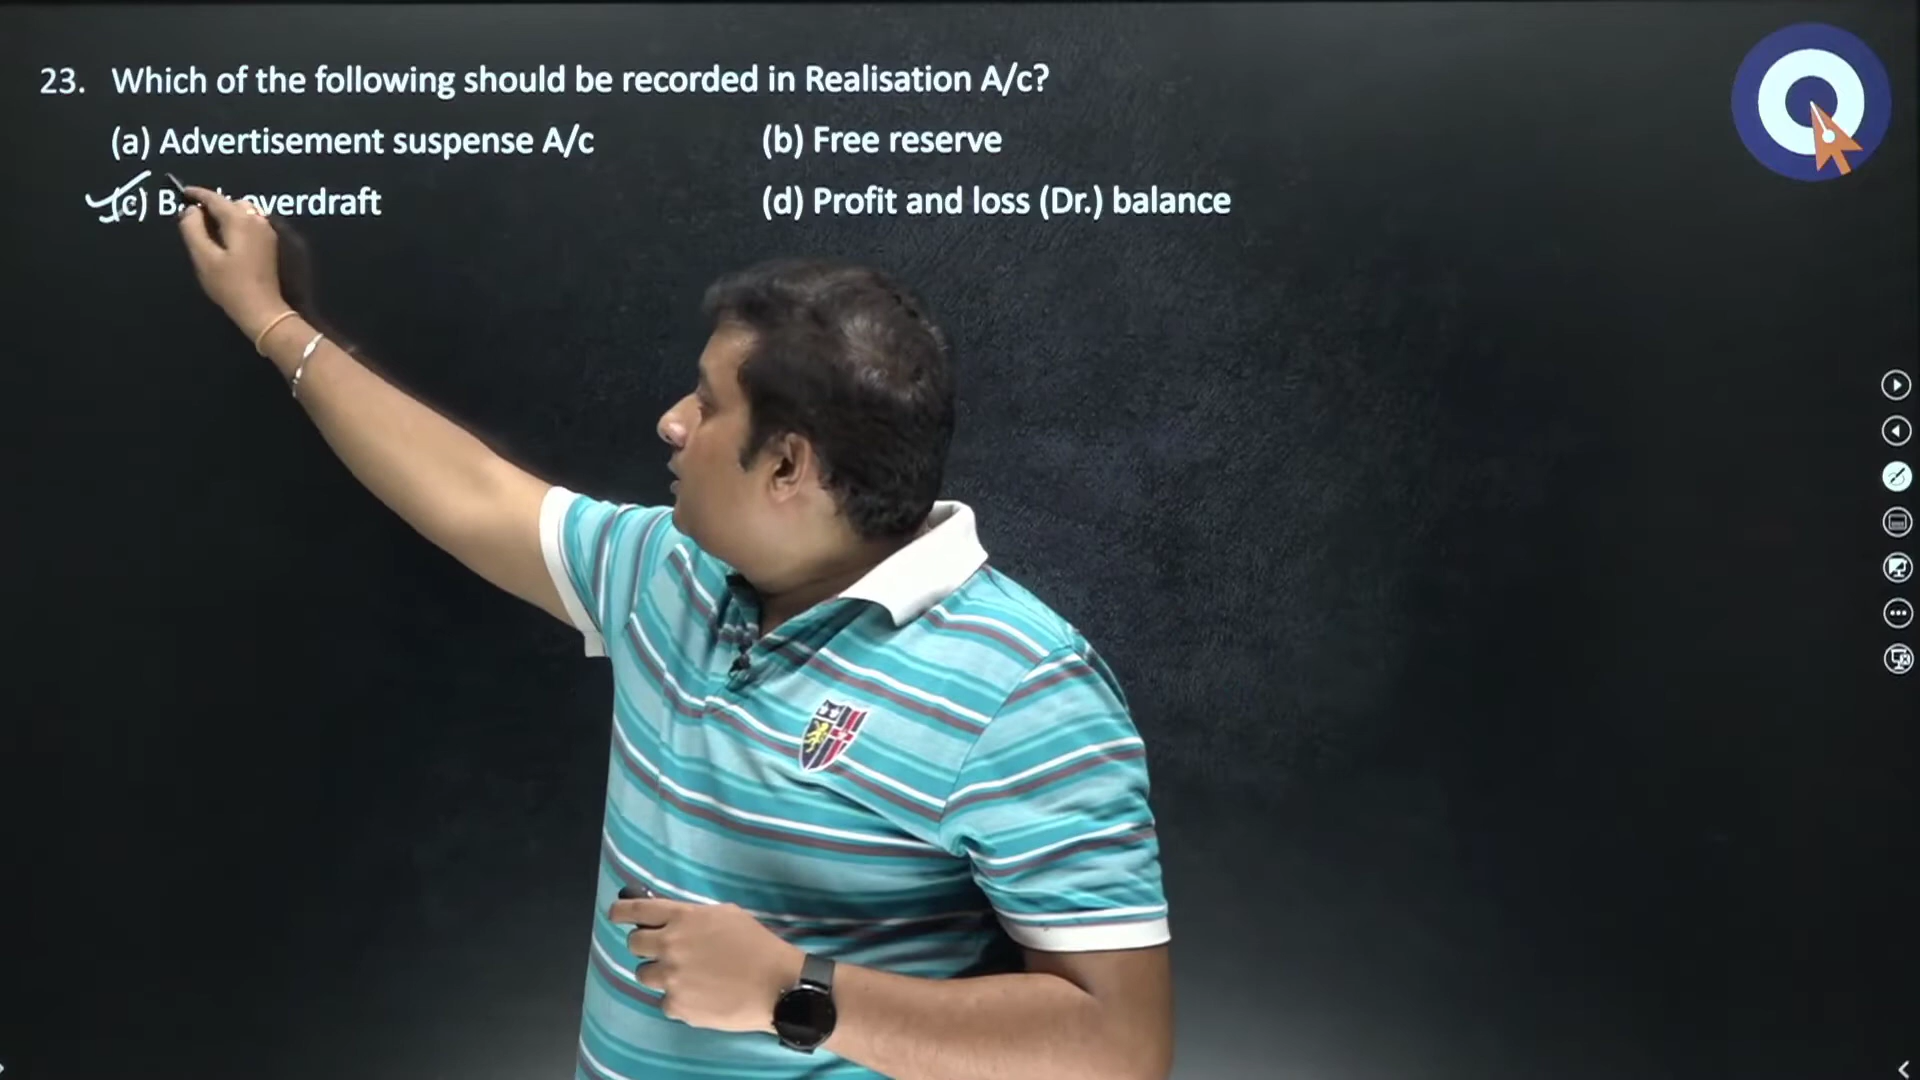 23. Which of the following should be recorded in Realisation A/c?
(a) Advertisement suspense A/c (b) Free reserve
(c) overdraft (d) Profit and loss (Dr.) balance